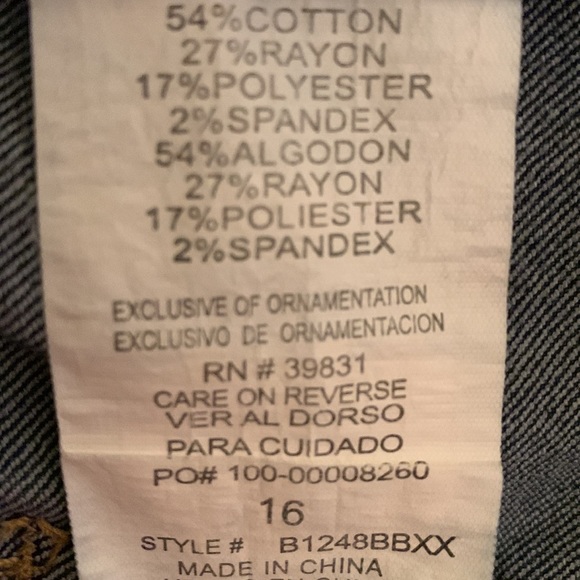 54%COTTON
27%RAYON
17%POLYESTER
2%SPANDEX
54%ALGODON
27%RAYON
17%POLIESTER
2%SPANDEX
EXCLUSIVE OF ORNAMENTATION
EXCLUSIVO DE ORNAMENTACION
RN # 39831
CARE ON REVERSE
VER AL DORSO
PARA CUIDADO
PO# 100-00008260
16
STYLE # B1248BBXX
MADE IN CHINA